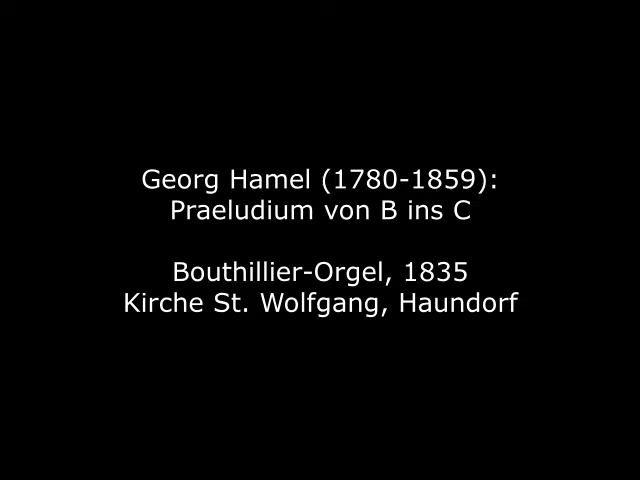 Georg Hamel (1780-1859):
Praeludium von B ins C
Bouthillier-Orgel, 1835
Kirche St. Wolfgang, Haundorf